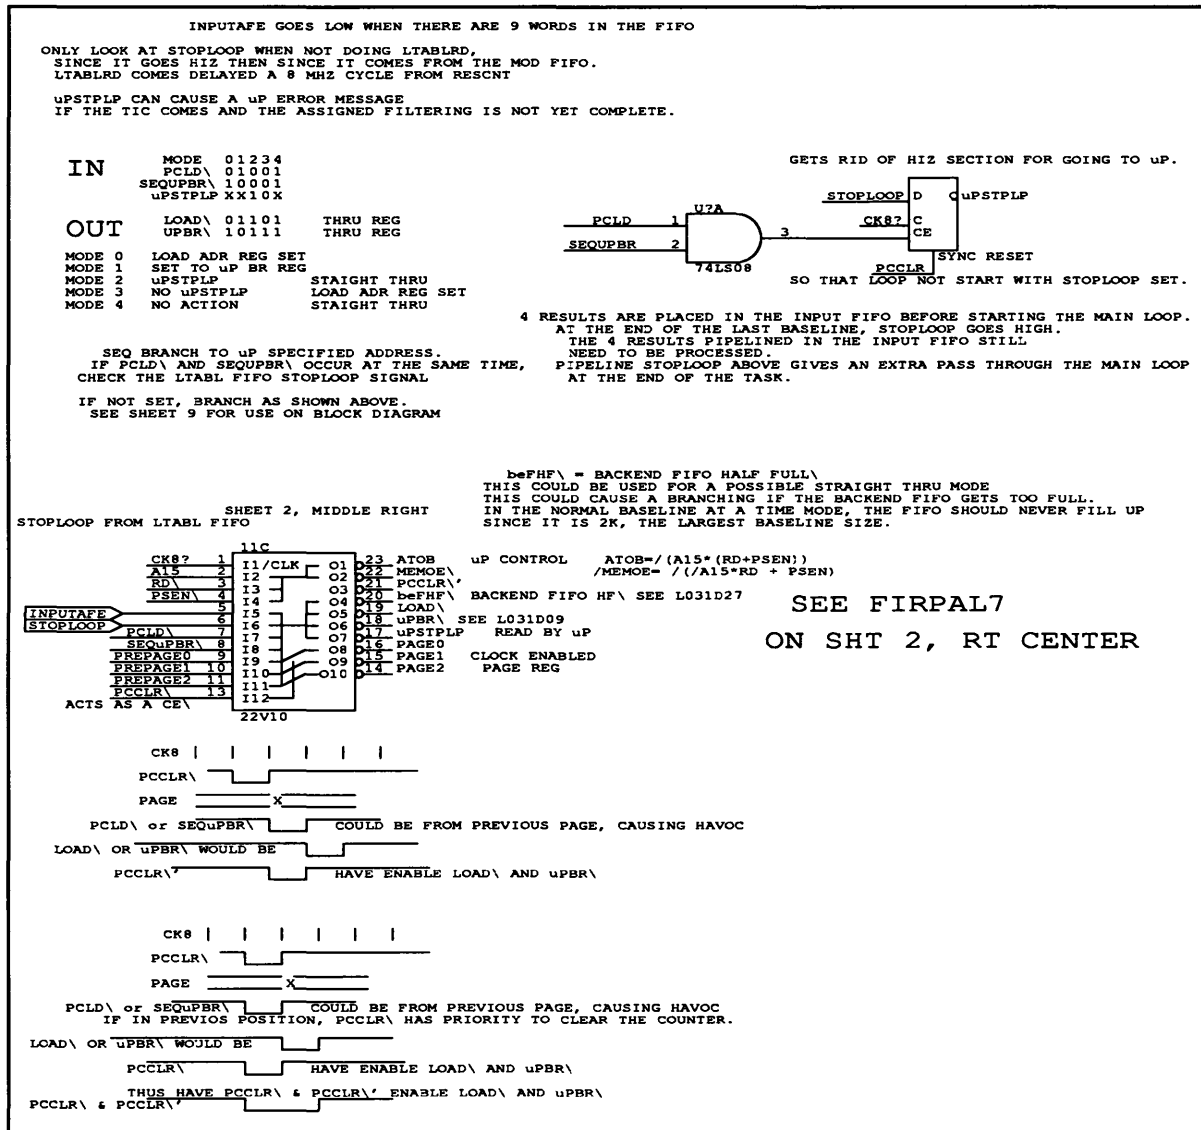 INPUTAFE GOES LOW WHEN THERE ARE 9 WORDS IN THE FIFO
ONLY LOOK AT STOPLOOP WHEN NOT DOING LTABLRD,
SINCE IT GOES HIZ THEN SINCE IT COMES FROM THE MOD FIFO.
LTABLRD COMES DELAYED A 8 MHZ CYCLE FROM RESCNT
uPSTPLP CAN CAUSE A uP ERROR MESSAGE
IF THE TIC COMES AND THE ASSIGNED FILTERING IS NOT YET COMPLETE.
IN
MODE 01234
PCLD\ 01001
SEQUPBR\ 10001
uPSTPLP XX10X
OUT
LOAD\ 01101 THRU REG
UPBR\ 10111 THRU REG
MODE 0 LOAD ADR REG SET
MODE 1 SET TO uP BR REG
MODE 2 uPSTPLP STAIGHT THRU
MODE 3 NO uPSTPLP LOAD ADR REG SET
MODE 4 NO ACTION STAIGHT THRU
SEQ BRANCH TO uP SPECIFIED ADDRESS.
IF PCLD\ AND SEQUPBR\ OCCUR AT THE SAME TIME,
CHECK THE LTABL FIFO STOPLOOP SIGNAL
IF NOT SET, BRANCH AS SHOWN ABOVE.
SEE SHEET 9 FOR USE ON BLOCK DIAGRAM
GETS RID OF HIZ SECTION FOR GOING TO uP.
STOPLOOP D uPSTPLP
U?A
PCLD 1
CK8? C
3 CE
SEQUPBR 2
74LS08
SYNC RESET
PCCLR
SO THAT LOOP NOT START WITH STOPLOOP SET.
4 RESULTS ARE PLACED IN THE INPUT FIFO BEFORE STARTING THE MAIN LOOP.
AT THE END OF THE LAST BASELINE, STOPLOOP GOES HIGH.
THE 4 RESULTS PIPELINED IN THE INPUT FIFO STILL
NEED TO BE PROCESSED.
PIPELINE STOPLOOP ABOVE GIVES AN EXTRA PASS THROUGH THE MAIN LOOP
AT THE END OF THE TASK.
beFHF\ = BACKEND FIFO HALF FULL\
THIS COULD BE USED FOR A POSSIBLE STRAIGHT THRU MODE
THIS COULD CAUSE A BRANCHING IF THE BACKEND FIFO GETS TOO FULL.
IN THE NORMAL BASELINE AT A TIME MODE, THE FIFO SHOULD NEVER FILL UP
SINCE IT IS 2K, THE LARGEST BASELINE SIZE.
SHEET 2, MIDDLE RIGHT
STOPLOOP FROM LTABL FIFO
11C
CK8? 1 I1/CLK O1 23 ATOB uP CONTROL ATOB=/(A15*(RD+PSEN))
A15 2 I2 O2 22 MEMOE\ /MEMOE= /(/A15*RD + PSEN)
RD\ 3 I3 O3 21 PCCLR\'
PSEN\ 4 I4 O4 20 beFHF\ BACKEND FIFO HF\ SEE L031D27
INPUTAFE 5 I5 O5 19 LOAD\
STOPLOOP 6 I6 O6 18 uPBR\ SEE L031D09
PCLD\ 7 I7 O7 17 uPSTPLP READ BY uP
SEQuPBR\ 8 I8 O8 16 PAGE0
PREPAGE0 9 I9 O9 15 PAGE1 CLOCK ENABLED
PREPAGE1 10 I10 O10 14 PAGE2 PAGE REG
PREPAGE2 11 I11
PCCLR\ 13 I12
ACTS AS A CE\
22V10
SEE FIRPAL7
ON SHT 2, RT CENTER
CK8
PCCLR\
PAGE X
PCLD\ or SEQuPBR\ COULD BE FROM PREVIOUS PAGE, CAUSING HAVOC
LOAD\ OR uPBR\ WOULD BE
PCCLR\' HAVE ENABLE LOAD\ AND uPBR\
CK8
PCCLR\
PAGE X
PCLD\ or SEQuPBR\ COULD BE FROM PREVIOUS PAGE, CAUSING HAVOC
IF IN PREVIOS POSITION, PCCLR\ HAS PRIORITY TO CLEAR THE COUNTER.
LOAD\ OR uPBR\ WOULD BE
PCCLR\ HAVE ENABLE LOAD\ AND uPBR\
THUS HAVE PCCLR\ & PCCLR\' ENABLE LOAD\ AND uPBR\
PCCLR\ & PCCLR\'